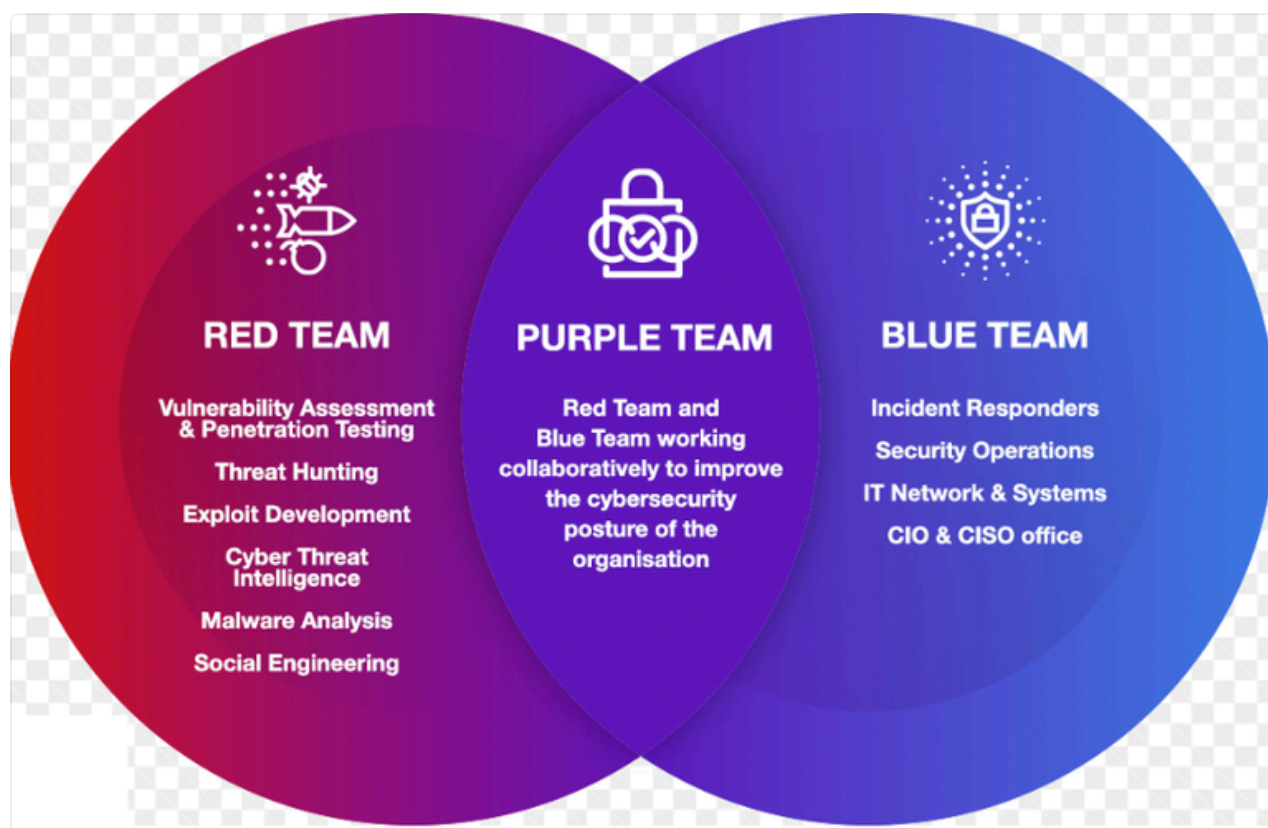 RED TEAM
Vulnerability Assessment
& Penetration Testing
Threat Hunting
Exploit Development
Cyber Threat
Intelligence
Malware Analysis
Social Engineering
PURPLE TEAM
Red Team and
Blue Team working
collaboratively to improve
the cybersecurity
posture of the
organisation
BLUE TEAM
Incident Responders
Security Operations
IT Network & Systems
CIO & CISO office